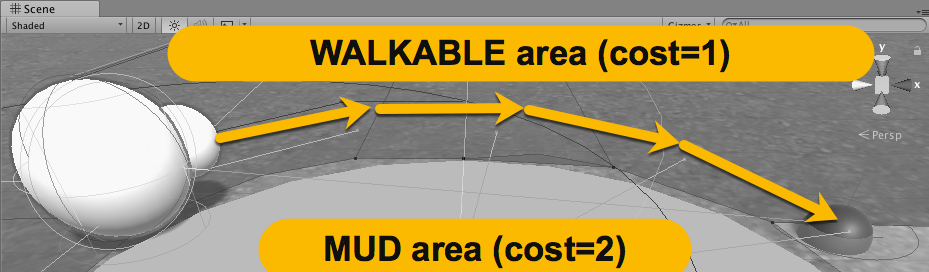 Scene
Shaded
2D
Gizmos
All
WALKABLE area (cost=1)
y
x
Persp
MUD area (cost=2)